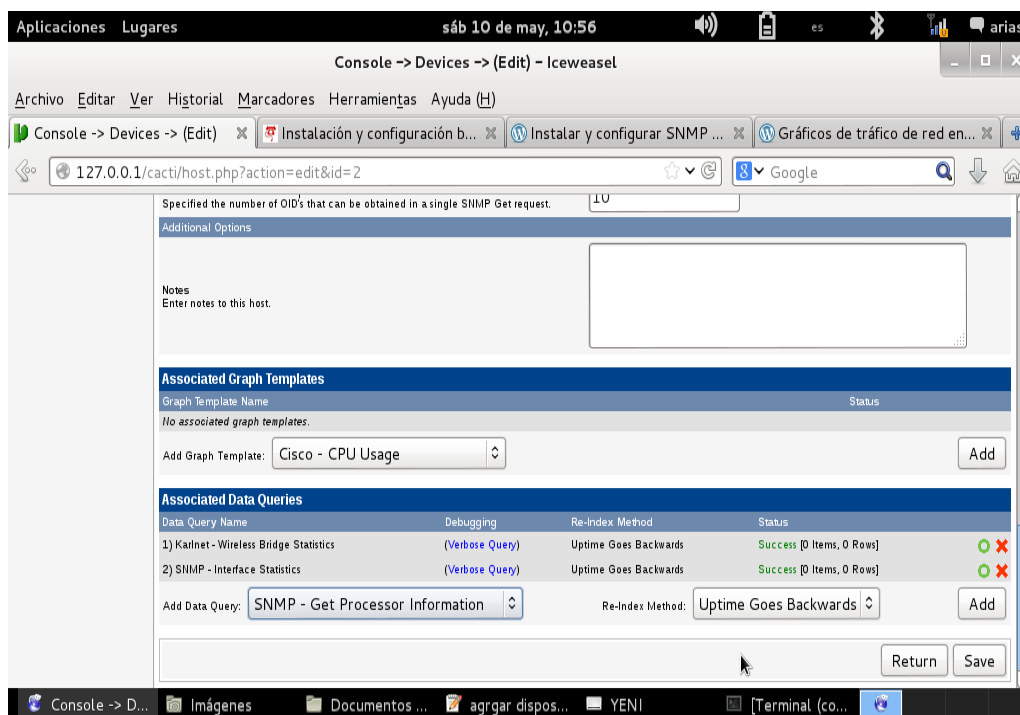 Aplicaciones Lugares sáb 10 de may, 10:56 es arias
Console -> Devices -> (Edit) - Iceweasel
Archivo Editar Ver Historial Marcadores Herramientas Ayuda (H)
Console -> Devices -> (Edit) Instalación y configuración b... Instalar y configurar SNMP ... Gráficos de tráfico de red en...
127.0.0.1/cacti/host.php?action=edit&id=2 Google
Specified the number of OID's that can be obtained in a single SNMP Get request. 10
Additional Options
Notes
Enter notes to this host.
Associated Graph Templates
Graph Template Name Status
No associated graph templates.
Add Graph Template: Cisco - CPU Usage Add
Associated Data Queries
Data Query Name Debugging Re-Index Method Status
1) Karlnet - Wireless Bridge Statistics (Verbose Query) Uptime Goes Backwards Success [0 Items, 0 Rows]
2) SNMP - Interface Statistics (Verbose Query) Uptime Goes Backwards Success [0 Items, 0 Rows]
Add Data Query: SNMP - Get Processor Information Re-Index Method: Uptime Goes Backwards Add
Return Save
Console -> D... Imágenes Documentos ... agrgar dispos... YENI [Terminal (co...